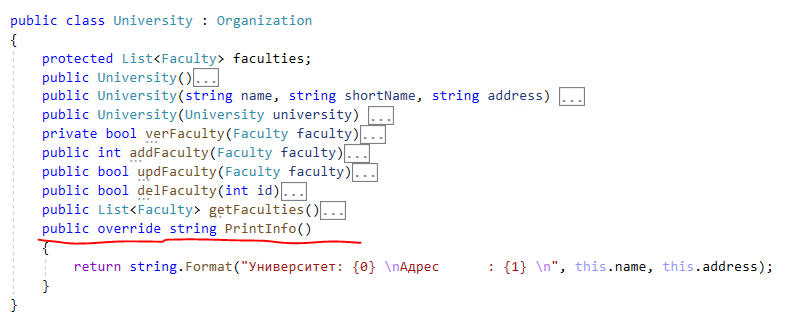 public class University : Organization
{
protected List<Faculty> faculties;
public University()...
public University(string name, string shortName, string address) ...
public University(University university) ...
private bool verFaculty(Faculty faculty)...
public int addFaculty(Faculty faculty)...
public bool updFaculty(Faculty faculty)...
public bool delFaculty(int id)...
public List<Faculty> getFaculties()...
public override string PrintInfo()
{
return string.Format("Университет: {0} \nАдрес      : {1} \n", this.name, this.address);
}
}